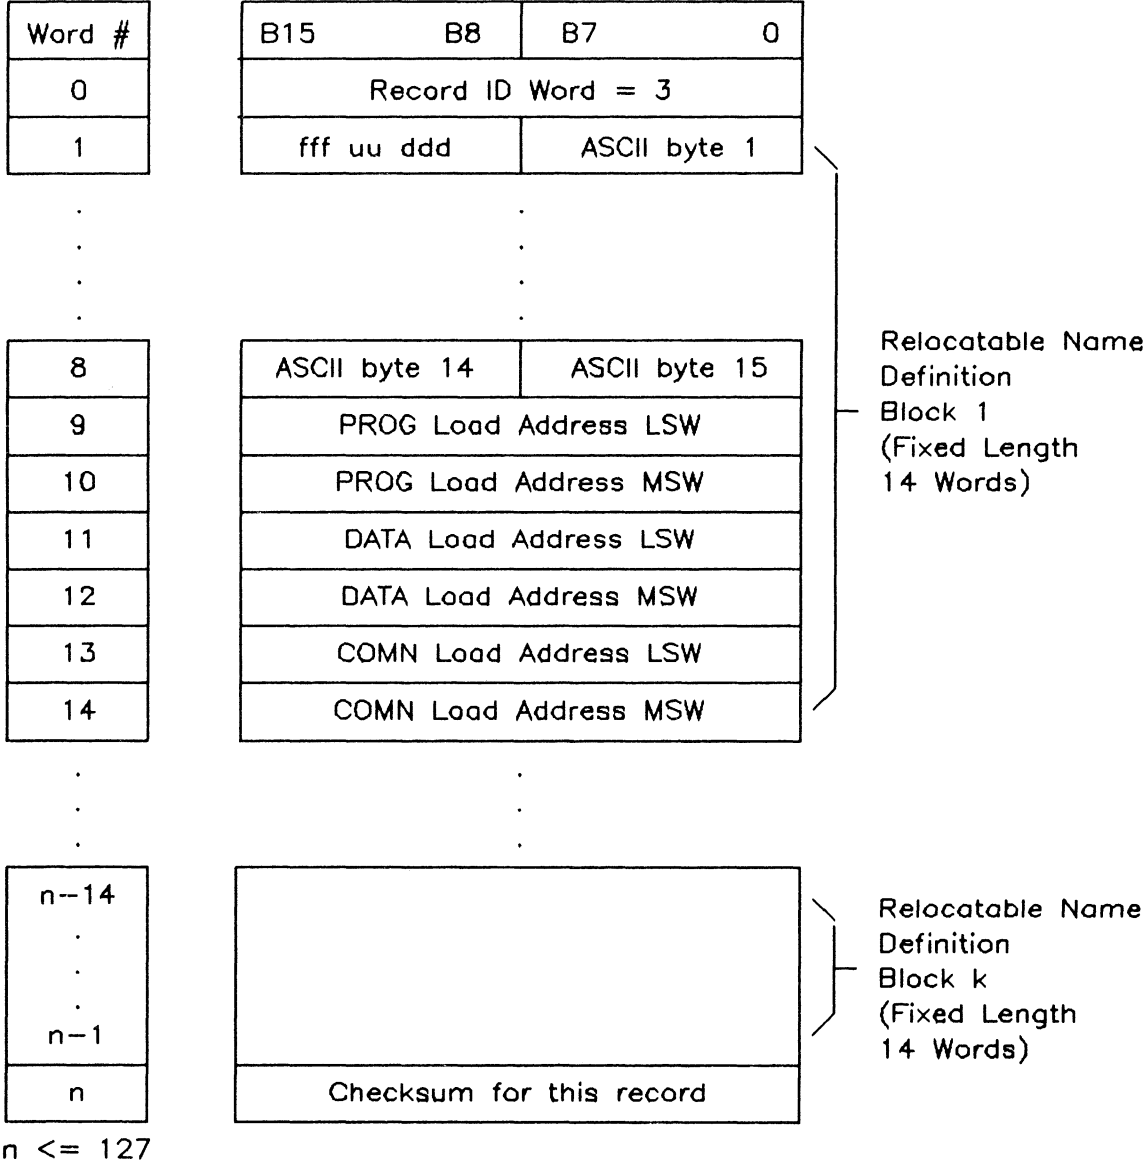 Word # B15 B8 B7 0
0 Record ID Word = 3
1 fff uu ddd ASCII byte 1
8 ASCII byte 14 ASCII byte 15
9 PROG Load Address LSW
10 PROG Load Address MSW
11 DATA Load Address LSW
12 DATA Load Address MSW
13 COMN Load Address LSW
14 COMN Load Address MSW
Relocatable Name
Definition
Block 1
(Fixed Length
14 Words)
n-14
n-1
Relocatable Name
Definition
Block k
(Fixed Length
14 Words)
n Checksum for this record
n <= 127